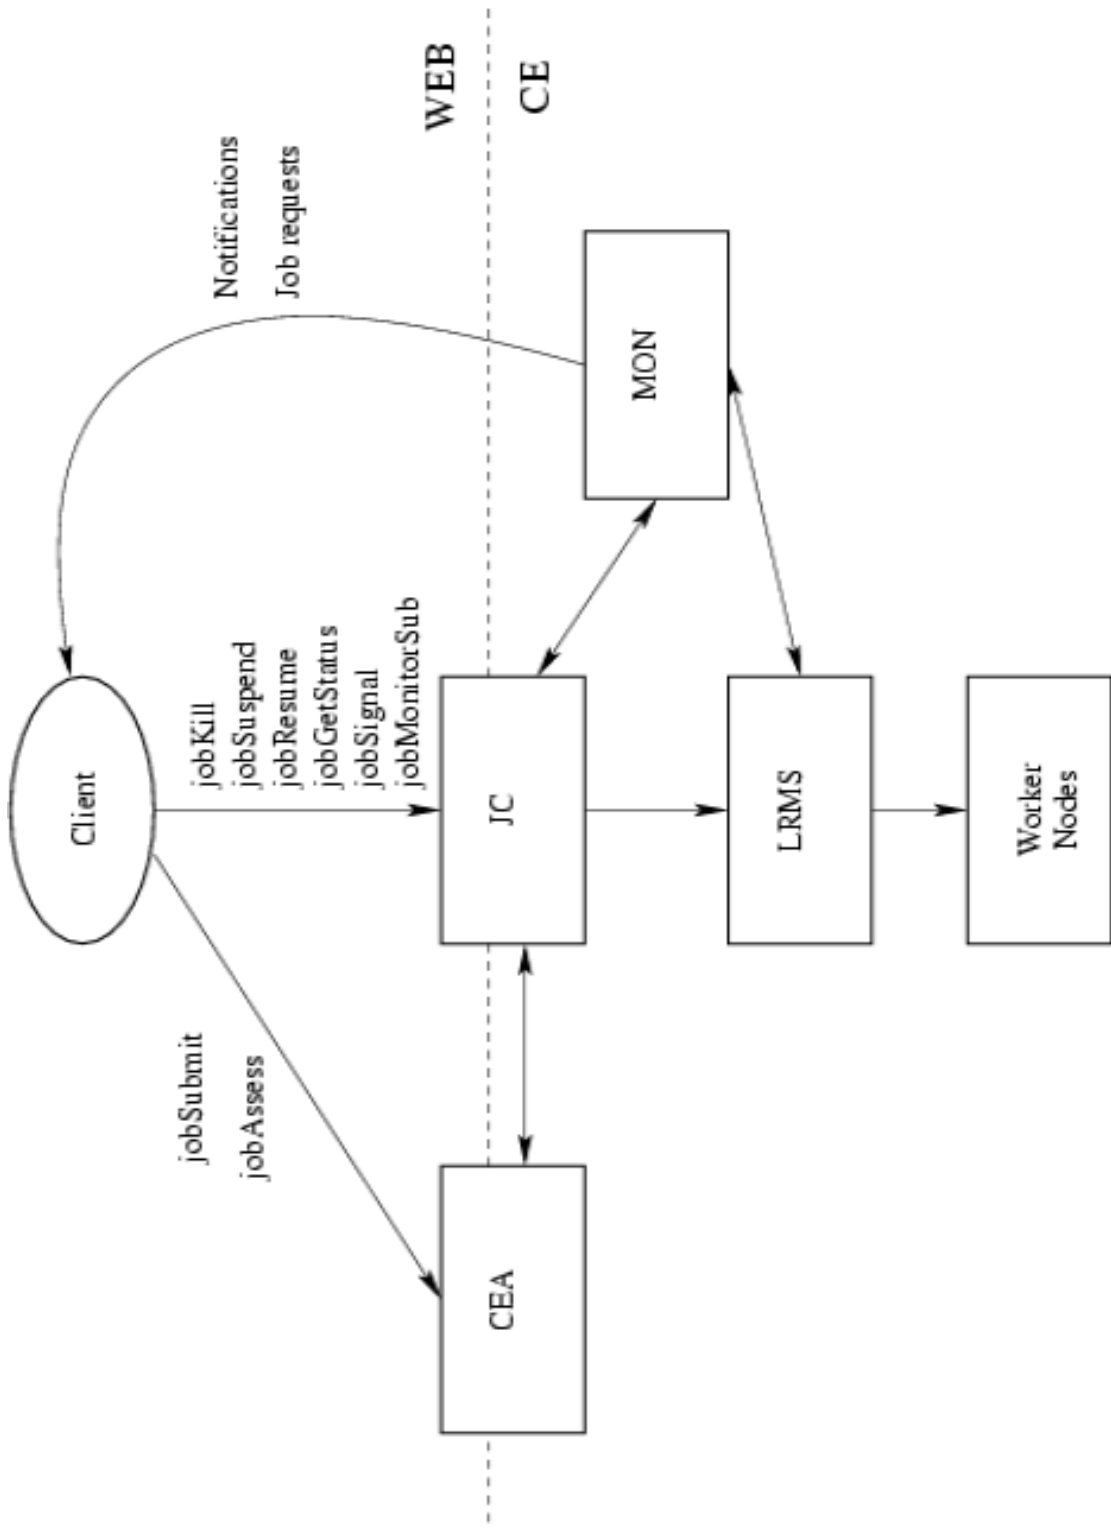 Client
jobSubmit
jobAssess
jobKill
jobSuspend
jobResume
jobGetStatus
jobSignal
jobMonitorSub
Notifications
Job requests
WEB
CE
CEA
JC
MON
LRMS
Worker
Nodes